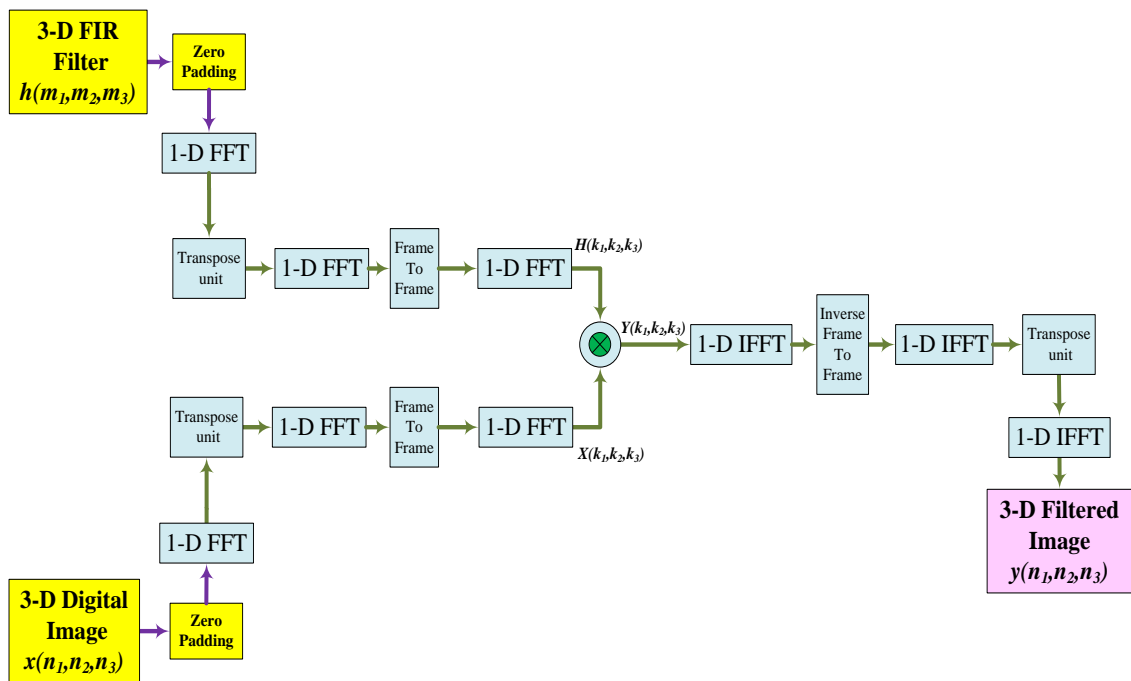 3-D FIR
Filter
h(m₁,m₂,m₃)
Zero
Padding
1-D FFT
Transpose
unit
1-D FFT
Frame
To
Frame
1-D FFT
H(k₁,k₂,k₃)
Y(k₁,k₂,k₃)
1-D IFFT
Inverse
Frame
To
Frame
1-D IFFT
Transpose
unit
Transpose
unit
1-D FFT
Frame
To
Frame
1-D FFT
X(k₁,k₂,k₃)
1-D IFFT
1-D FFT
3-D Filtered
Image
y(n₁,n₂,n₃)
3-D Digital
Image
x(n₁,n₂,n₃)
Zero
Padding